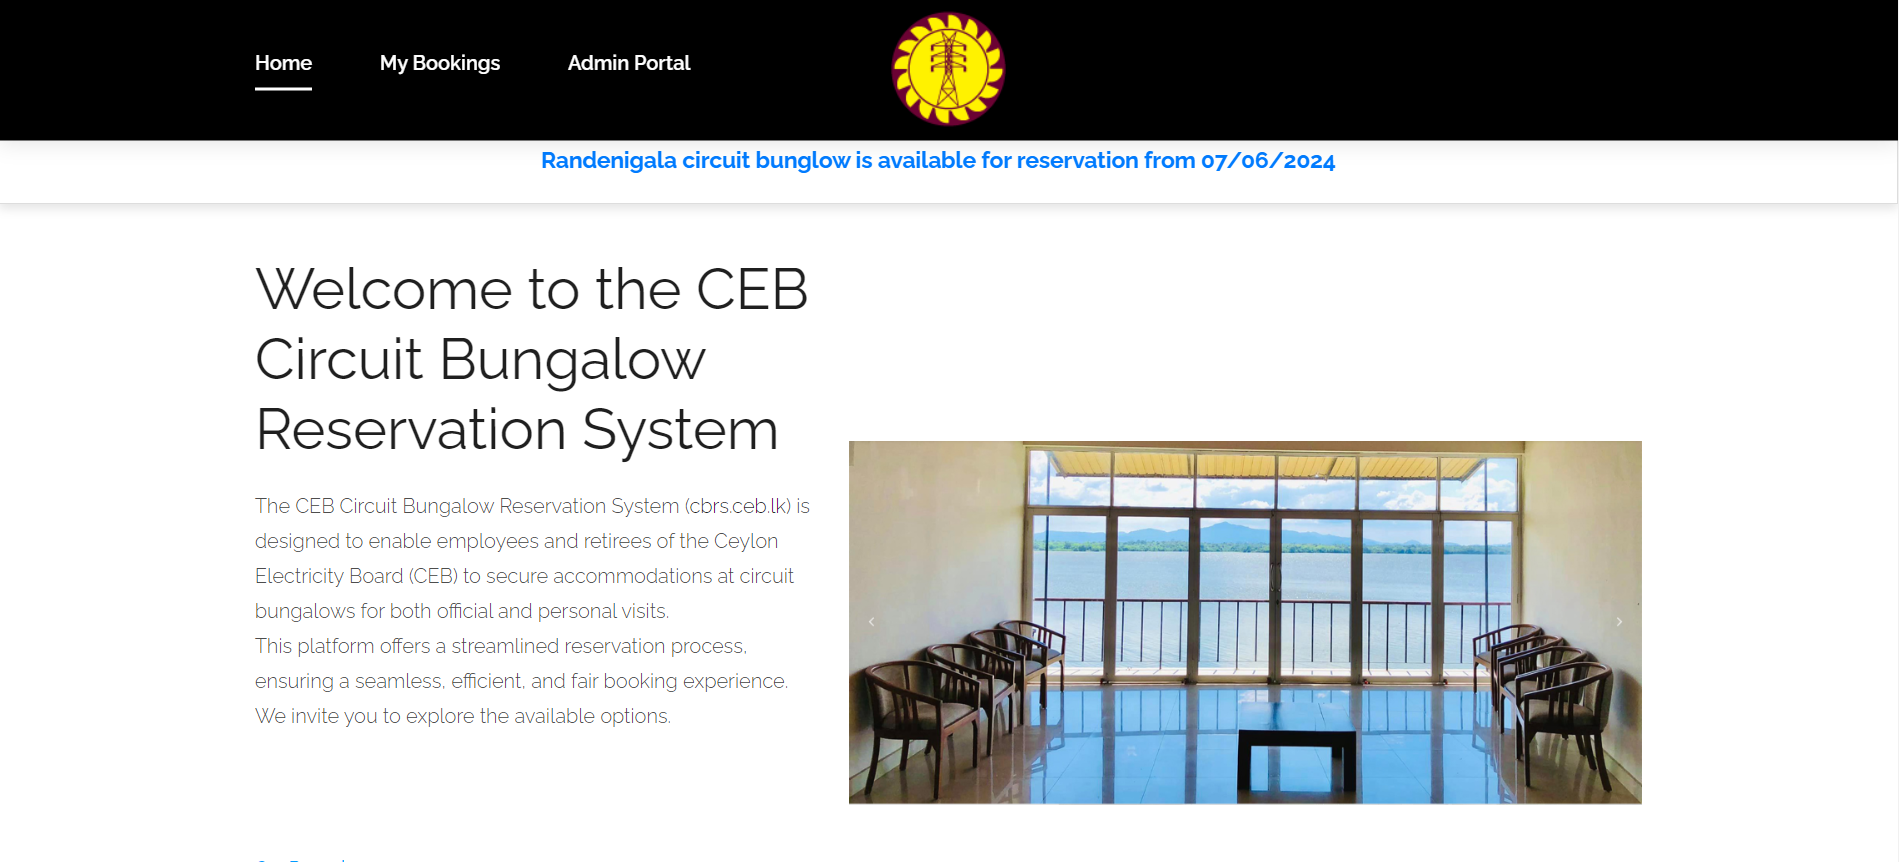 Home
My Bookings
Admin Portal
Randenigala circuit bunglow is available for reservation from 07/06/2024
Welcome to the CEB
Circuit Bungalow
Reservation System
The CEB Circuit Bungalow Reservation System (cbrs.ceb.lk) is
designed to enable employees and retirees of the Ceylon
Electricity Board (CEB) to secure accommodations at circuit
bungalows for both official and personal visits.
This platform offers a streamlined reservation process,
ensuring a seamless, efficient, and fair booking experience.
We invite you to explore the available options.